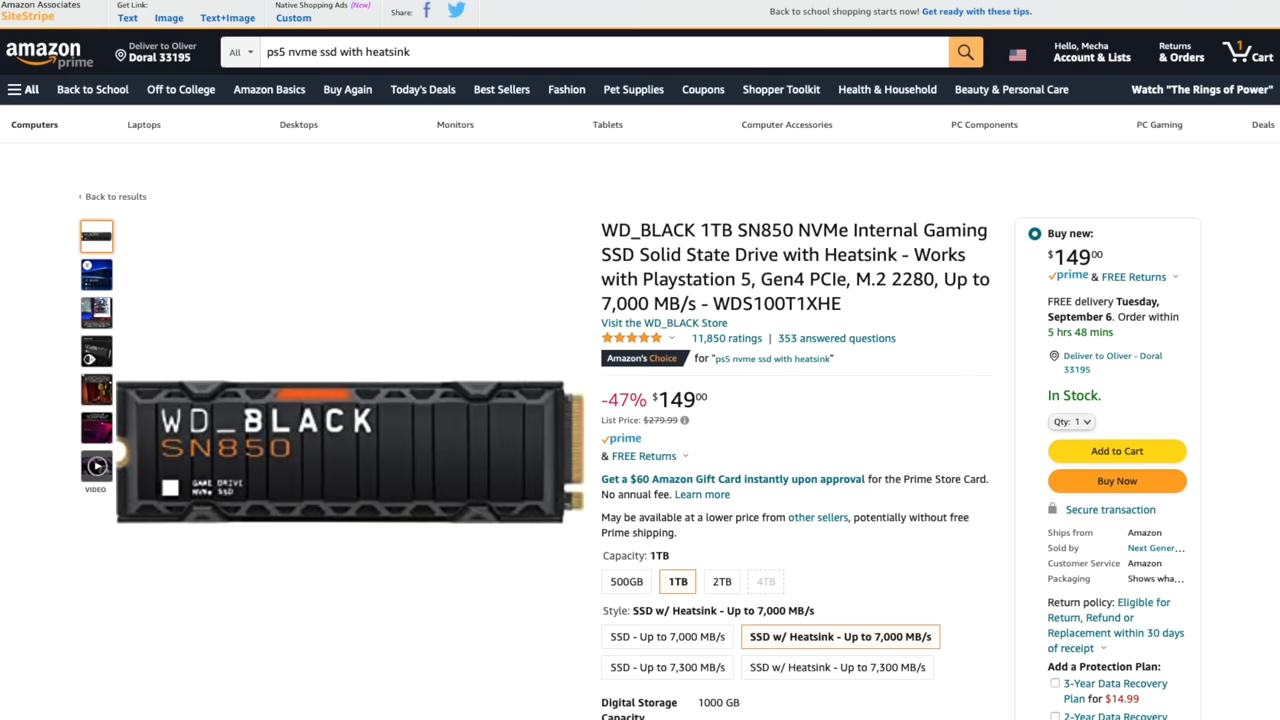 Amazon Associates
SiteStripe
Get Link:
Text Image Text+Image
Native Shopping Ads (New)
Custom
Share:
Back to school shopping starts now! Get ready with these tips.
amazon
prime
Deliver to Oliver
Doral 33195
All
ps5 nvme ssd with heatsink
Hello, Mecha
Account & Lists
Returns
& Orders
1
Cart
All Back to School Off to College Amazon Basics Buy Again Today's Deals Best Sellers Fashion Pet Supplies Coupons Shopper Toolkit Health & Household Beauty & Personal Care Watch "The Rings of Power"
Computers Laptops Desktops Monitors Tablets Computer Accessories PC Components PC Gaming Deals
‹ Back to results
VIDEO
WD_BLACK
SN850
GAME DRIVE
NVMe SSD
WD_BLACK 1TB SN850 NVMe Internal Gaming
SSD Solid State Drive with Heatsink - Works
with Playstation 5, Gen4 PCIe, M.2 2280, Up to
7,000 MB/s - WDS100T1XHE
Visit the WD_BLACK Store
11,850 ratings | 353 answered questions
Amazon's Choice for "ps5 nvme ssd with heatsink"
-47% $14900
List Price: $279.99
prime
& FREE Returns
Get a $60 Amazon Gift Card instantly upon approval for the Prime Store Card.
No annual fee. Learn more
May be available at a lower price from other sellers, potentially without free
Prime shipping.
Capacity: 1TB
500GB 1TB 2TB 4TB
Style: SSD w/ Heatsink - Up to 7,000 MB/s
SSD - Up to 7,000 MB/s SSD w/ Heatsink - Up to 7,000 MB/s
SSD - Up to 7,300 MB/s SSD w/ Heatsink - Up to 7,300 MB/s
Digital Storage 1000 GB
Capacity
Buy new:
$14900
prime & FREE Returns
FREE delivery Tuesday,
September 6. Order within
5 hrs 48 mins
Deliver to Oliver - Doral
33195
In Stock.
Qty: 1
Add to Cart
Buy Now
Secure transaction
Ships from Amazon
Sold by Next Gener...
Customer Service Amazon
Packaging Shows wha...
Return policy: Eligible for
Return, Refund or
Replacement within 30 days
of receipt
Add a Protection Plan:
3-Year Data Recovery
Plan for $14.99
2-Year Data Recovery